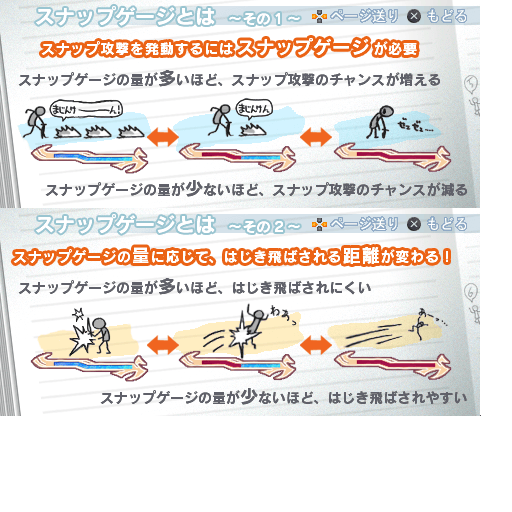 スナップゲージとは ～その1～ ページ送り もどる
スナップ攻撃を発動するにはスナップゲージが必要
スナップゲージの量が多いほど、スナップ攻撃のチャンスが増える
まじんけ――ん!
まじんけん
ぜぇぜぇ…
スナップゲージの量が少ないほど、スナップ攻撃のチャンスが減る
スナップゲージとは ～その2～ ページ送り もどる
スナップゲージの量に応じて、はじき飛ばされる距離が変わる！
スナップゲージの量が多いほど、はじき飛ばされにくい
わぁっ
あーっ…
スナップゲージの量が少ないほど、はじき飛ばされやすい